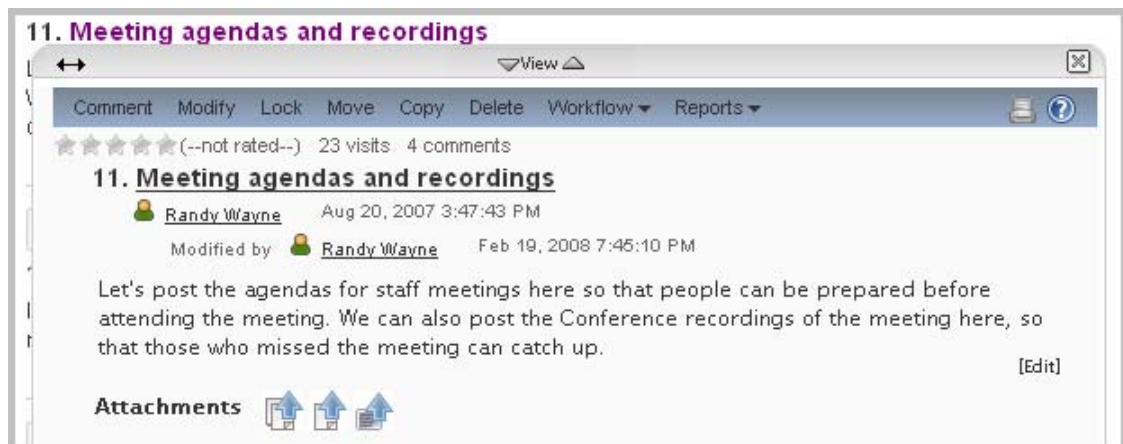 11. Meeting agendas and recordings
View
Comment Modify Lock Move Copy Delete Workflow Reports
(--not rated--) 23 visits 4 comments
11. Meeting agendas and recordings
Randy Wayne Aug 20, 2007 3:47:43 PM
Modified by Randy Wayne Feb 19, 2008 7:45:10 PM
Let's post the agendas for staff meetings here so that people can be prepared before
attending the meeting. We can also post the Conference recordings of the meeting here, so
that those who missed the meeting can catch up.
[Edit]
Attachments